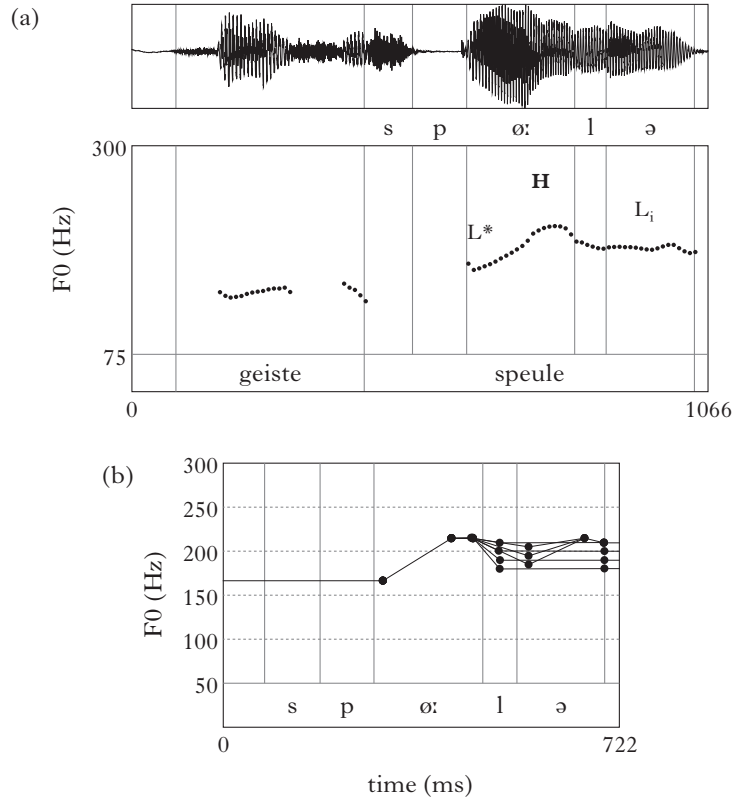 (a)
s p øː l ə
300
H
L* Lᵢ
F0 (Hz)
75
geiste speule
0 1066
(b)
300
250
200
150
100
50
F0 (Hz)
s p øː l ə
0 722
time (ms)